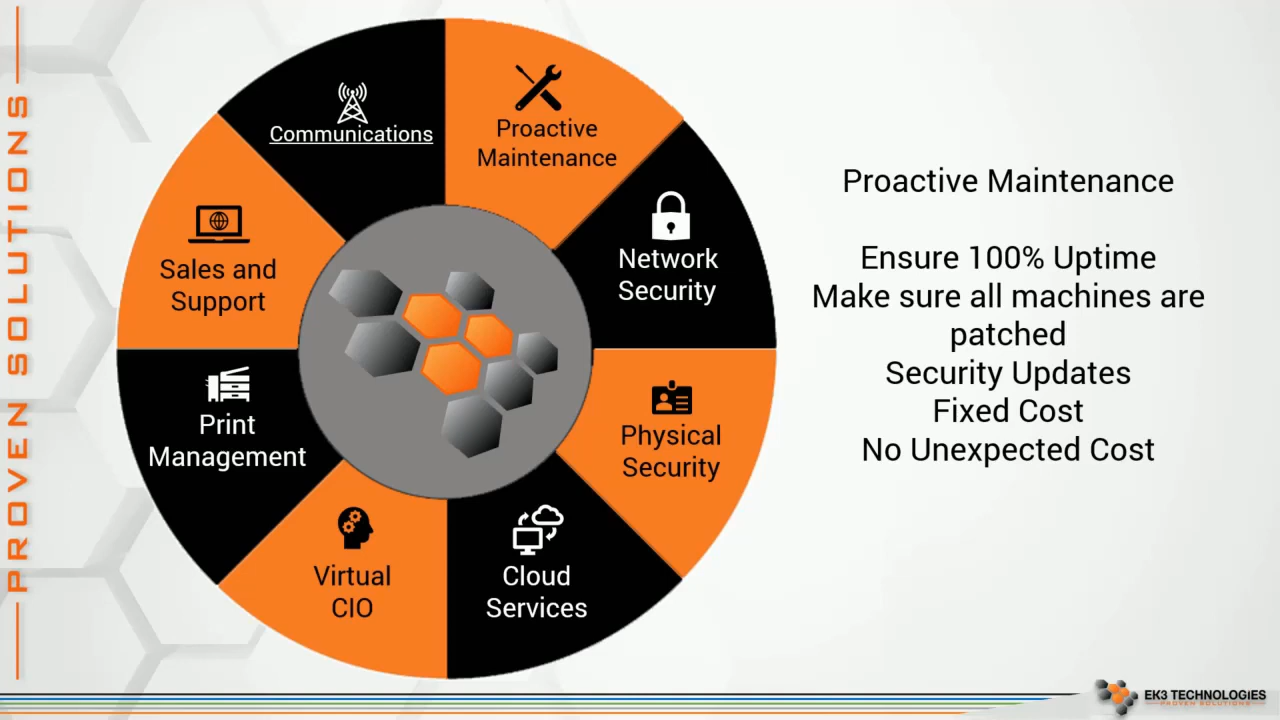 PROVEN SOLUTIONS
Communications
Proactive
Maintenance
Network
Security
Physical
Security
Cloud
Services
Virtual
CIO
Print
Management
Sales and
Support
Proactive Maintenance
Ensure 100% Uptime
Make sure all machines are
patched
Security Updates
Fixed Cost
No Unexpected Cost
EK3 TECHNOLOGIES
PROVEN SOLUTIONS